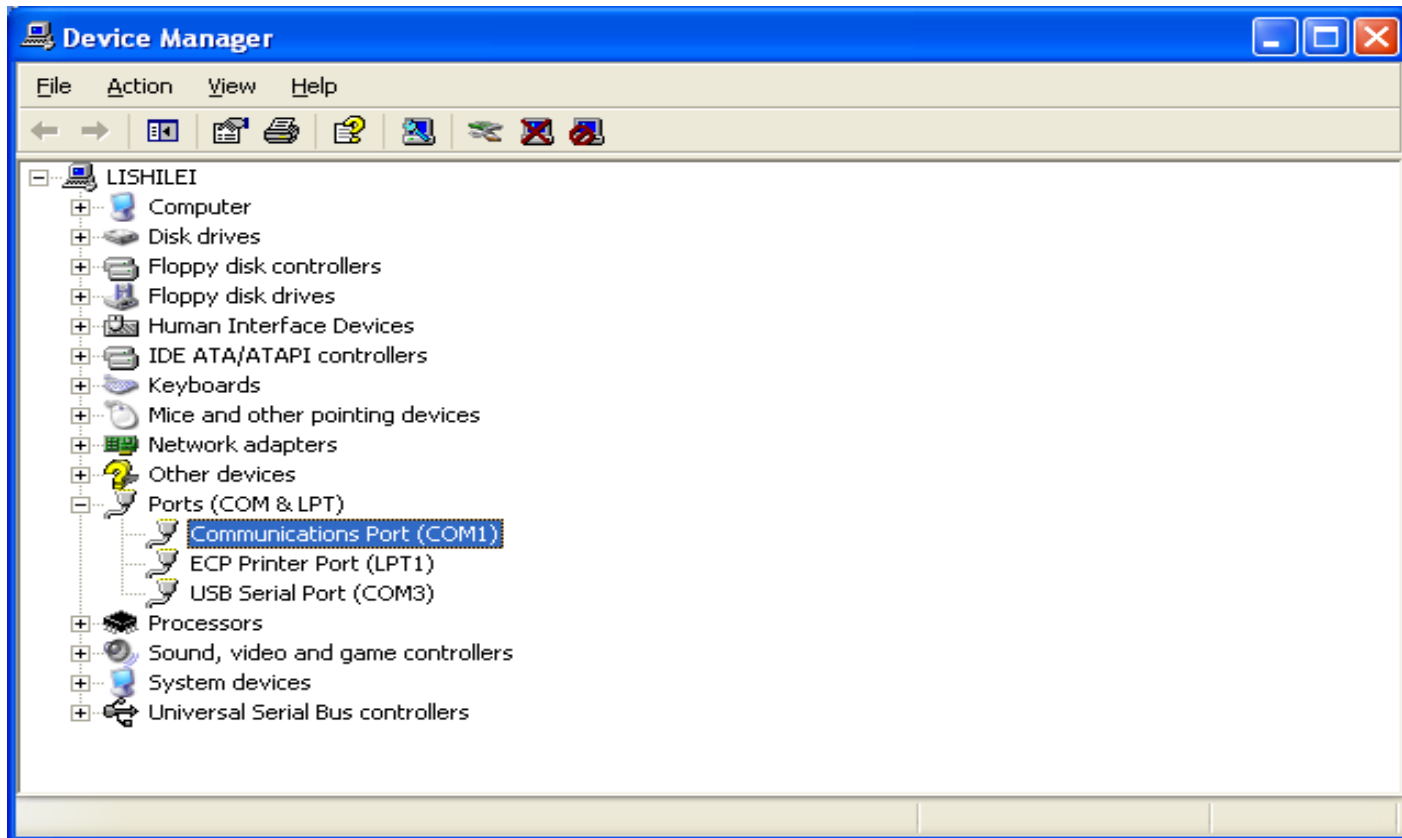 Device Manager
File Action View Help
LISHILEI
Computer
Disk drives
Floppy disk controllers
Floppy disk drives
Human Interface Devices
IDE ATA/ATAPI controllers
Keyboards
Mice and other pointing devices
Network adapters
Other devices
Ports (COM & LPT)
Communications Port (COM1)
ECP Printer Port (LPT1)
USB Serial Port (COM3)
Processors
Sound, video and game controllers
System devices
Universal Serial Bus controllers